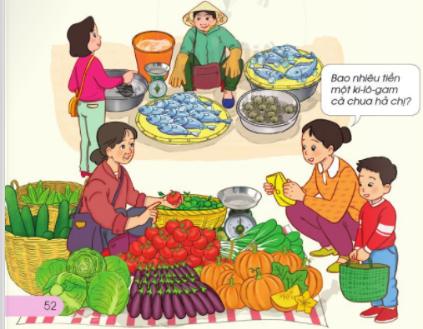 Bao nhiêu tiền
một ki-lô-gam
cà chua hả chị?
52